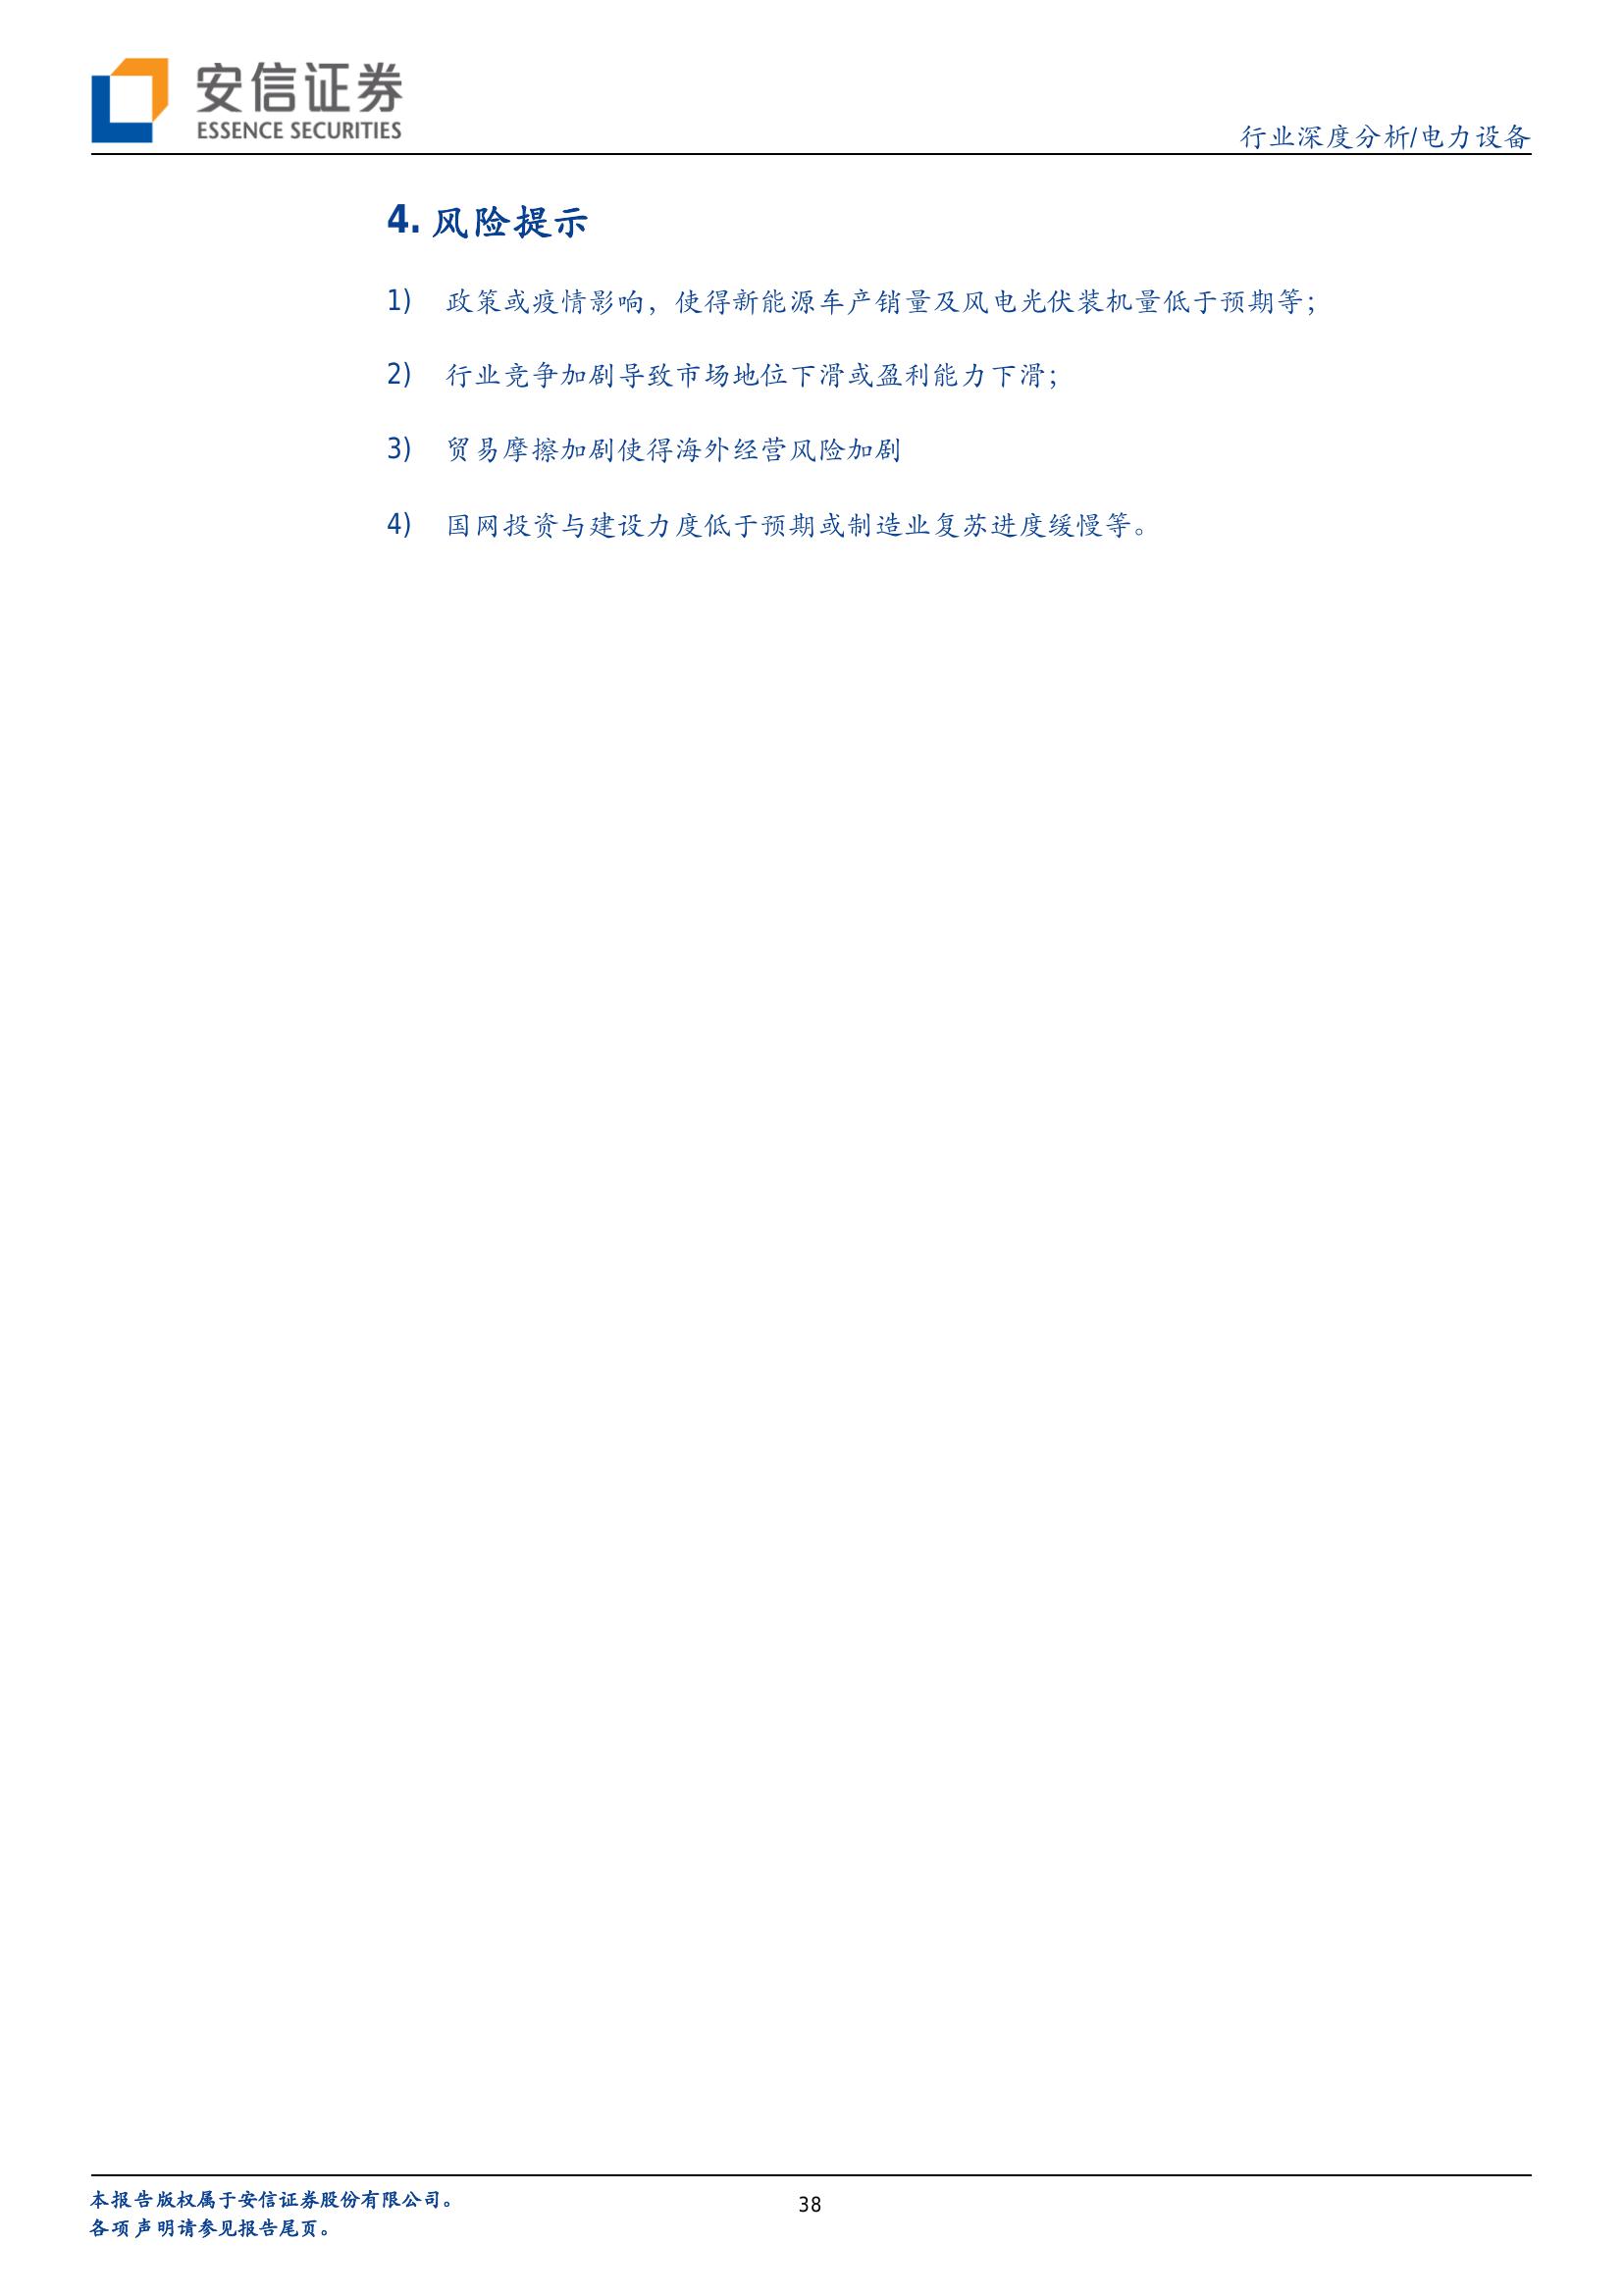 安信证券
ESSENCE SECURITIES
行业深度分析/电力设备
4. 风险提示
1) 政策或疫情影响，使得新能源车产销量及风电光伏装机量低于预期等；
2) 行业竞争加剧导致市场地位下滑或盈利能力下滑；
3) 贸易摩擦加剧使得海外经营风险加剧
4) 国网投资与建设力度低于预期或制造业复苏进度缓慢等。
本报告版权属于安信证券股份有限公司。
38
各项声明请参见报告尾页。